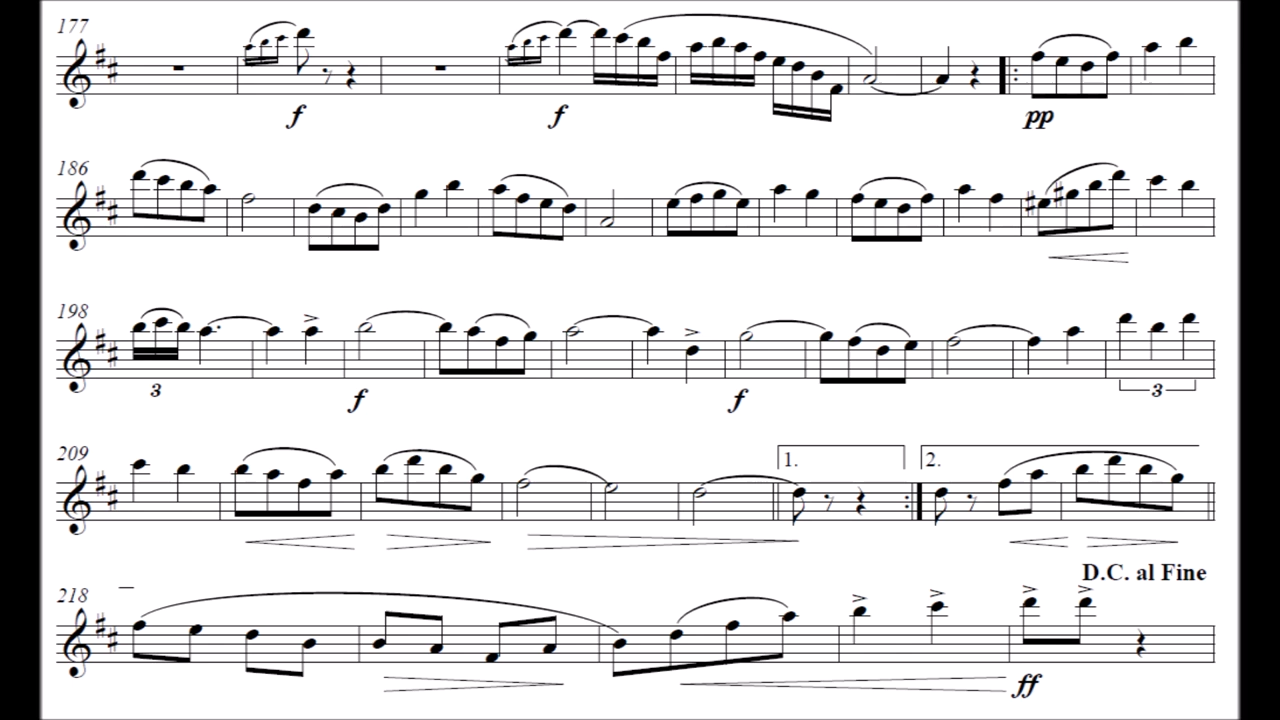 177
f f pp
186
198
3 f f 3
209
1. 2.
D.C. al Fine
218
ff